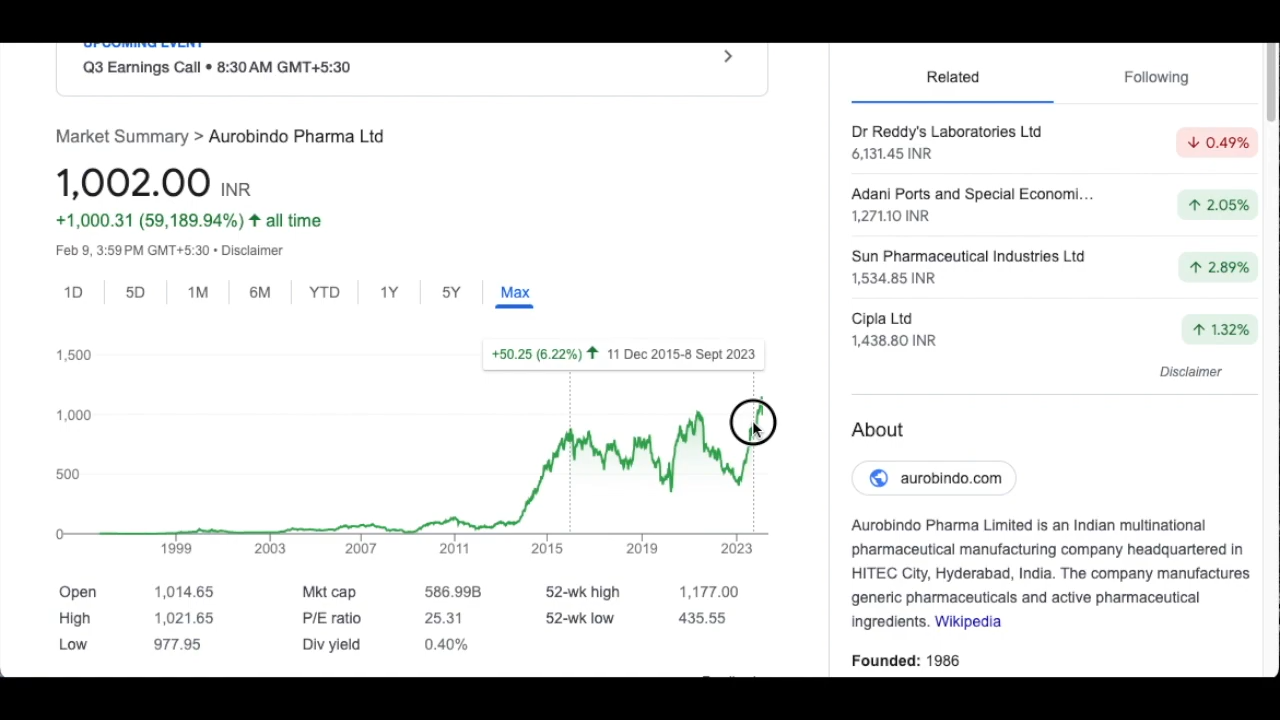 UPCOMING EVENT
Q3 Earnings Call • 8:30 AM GMT+5:30
Market Summary > Aurobindo Pharma Ltd
1,002.00 INR
+1,000.31 (59,189.94%) ↑ all time
Feb 9, 3:59 PM GMT+5:30 • Disclaimer
1D 5D 1M 6M YTD 1Y 5Y Max
+50.25 (6.22%) ↑ 11 Dec 2015-8 Sept 2023
1,500
1,000
500
0
1999 2003 2007 2011 2015 2019 2023
Open 1,014.65 Mkt cap 586.99B 52-wk high 1,177.00
High 1,021.65 P/E ratio 25.31 52-wk low 435.55
Low 977.95 Div yield 0.40%
Related Following
Dr Reddy's Laboratories Ltd
6,131.45 INR
↓ 0.49%
Adani Ports and Special Economi...
1,271.10 INR
↑ 2.05%
Sun Pharmaceutical Industries Ltd
1,534.85 INR
↑ 2.89%
Cipla Ltd
1,438.80 INR
↑ 1.32%
Disclaimer
About
aurobindo.com
Aurobindo Pharma Limited is an Indian multinational
pharmaceutical manufacturing company headquartered in
HITEC City, Hyderabad, India. The company manufactures
generic pharmaceuticals and active pharmaceutical
ingredients. Wikipedia
Founded: 1986